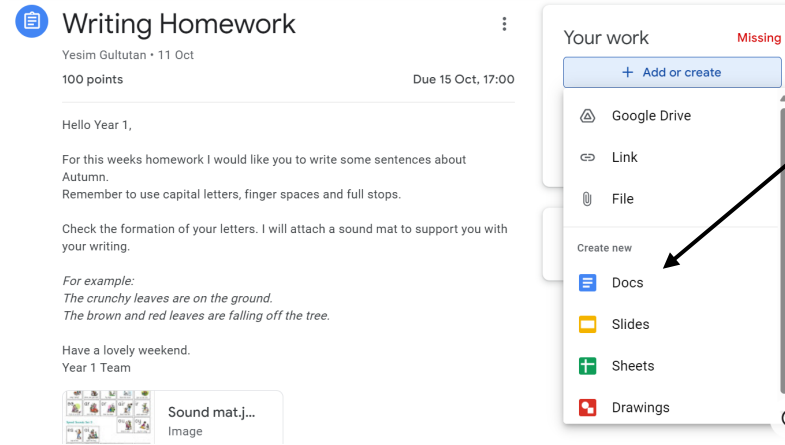 Writing Homework
Yesim Gultutan • 11 Oct
100 points
Due 15 Oct, 17:00
Hello Year 1,
For this weeks homework I would like you to write some sentences about
Autumn.
Remember to use capital letters, finger spaces and full stops.
Check the formation of your letters. I will attach a sound mat to support you with
your writing.
For example:
The crunchy leaves are on the ground.
The brown and red leaves are falling off the tree.
Have a lovely weekend.
Year 1 Team
Sound mat.j...
Image
Your work
Missing
+ Add or create
Google Drive
Link
File
Create new
Docs
Slides
Sheets
Drawings